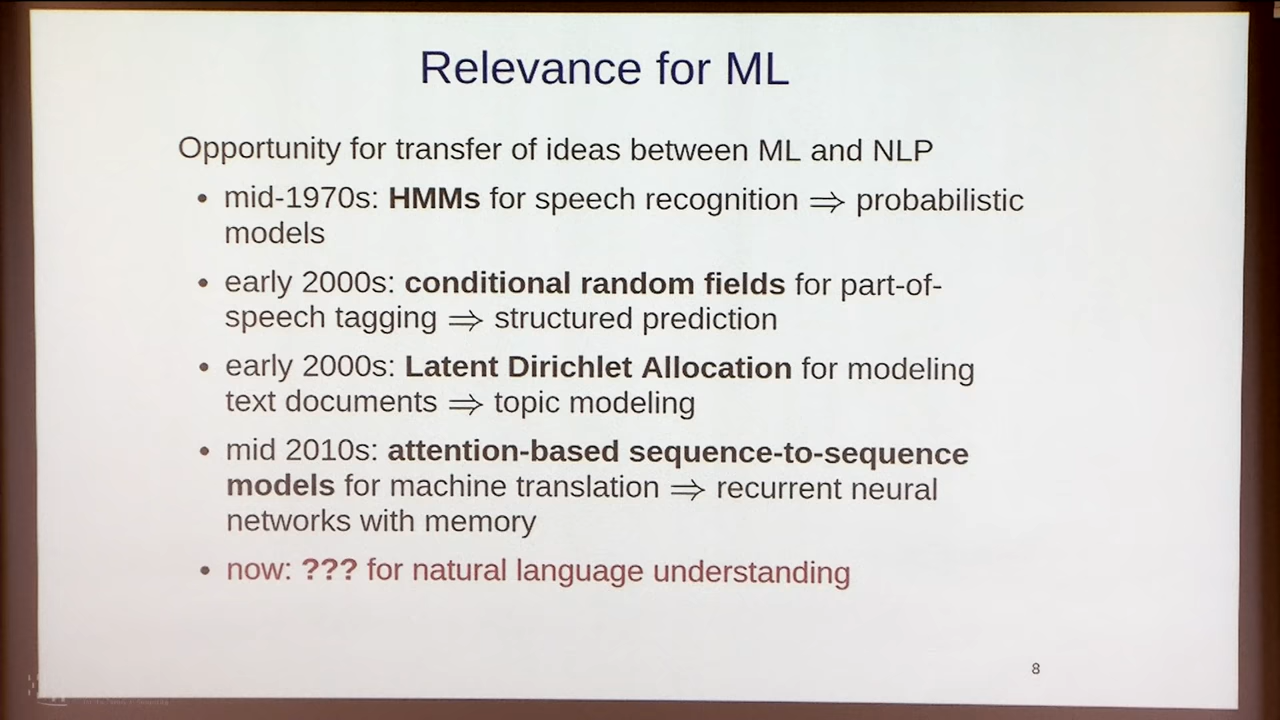 Relevance for ML
Opportunity for transfer of ideas between ML and NLP
• mid-1970s: HMMs for speech recognition ⇒ probabilistic
models
• early 2000s: conditional random fields for part-of-
speech tagging ⇒ structured prediction
• early 2000s: Latent Dirichlet Allocation for modeling
text documents ⇒ topic modeling
• mid 2010s: attention-based sequence-to-sequence
models for machine translation ⇒ recurrent neural
networks with memory
• now: ??? for natural language understanding
8